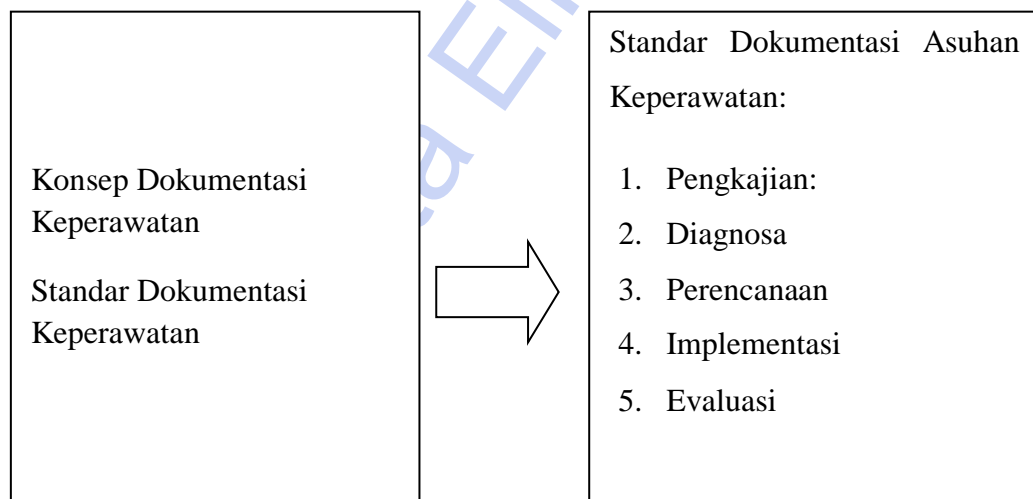 Konsep Dokumentasi
Keperawatan
Standar Dokumentasi
Keperawatan
Standar Dokumentasi Asuhan
Keperawatan:
1. Pengkajian:
2. Diagnosa
3. Perencanaan
4. Implementasi
5. Evaluasi